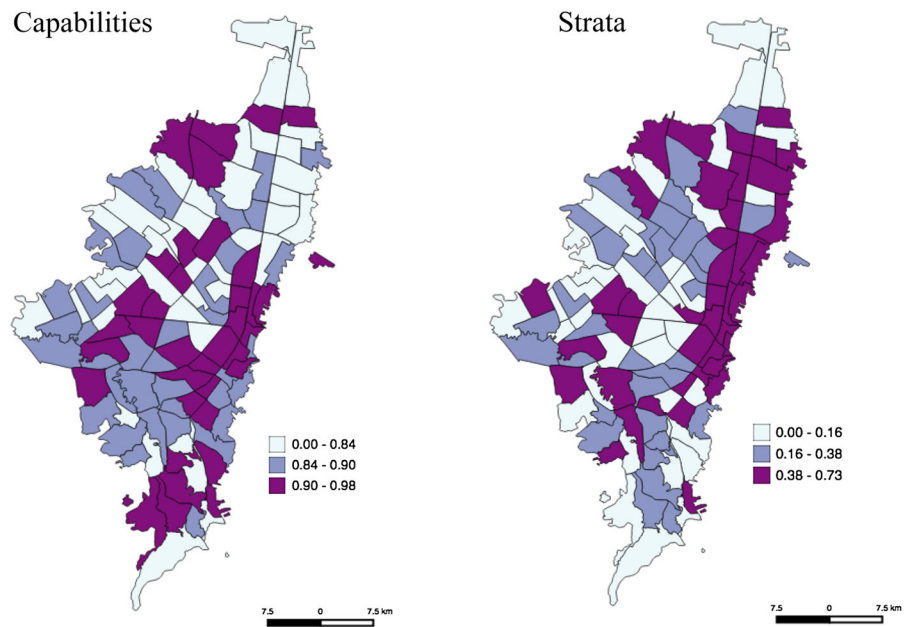 Capabilities
Strata
0.00 - 0.84
0.84 - 0.90
0.90 - 0.98
0.00 - 0.16
0.16 - 0.38
0.38 - 0.73
7.5 0 7.5 km
7.5 0 7.5 km